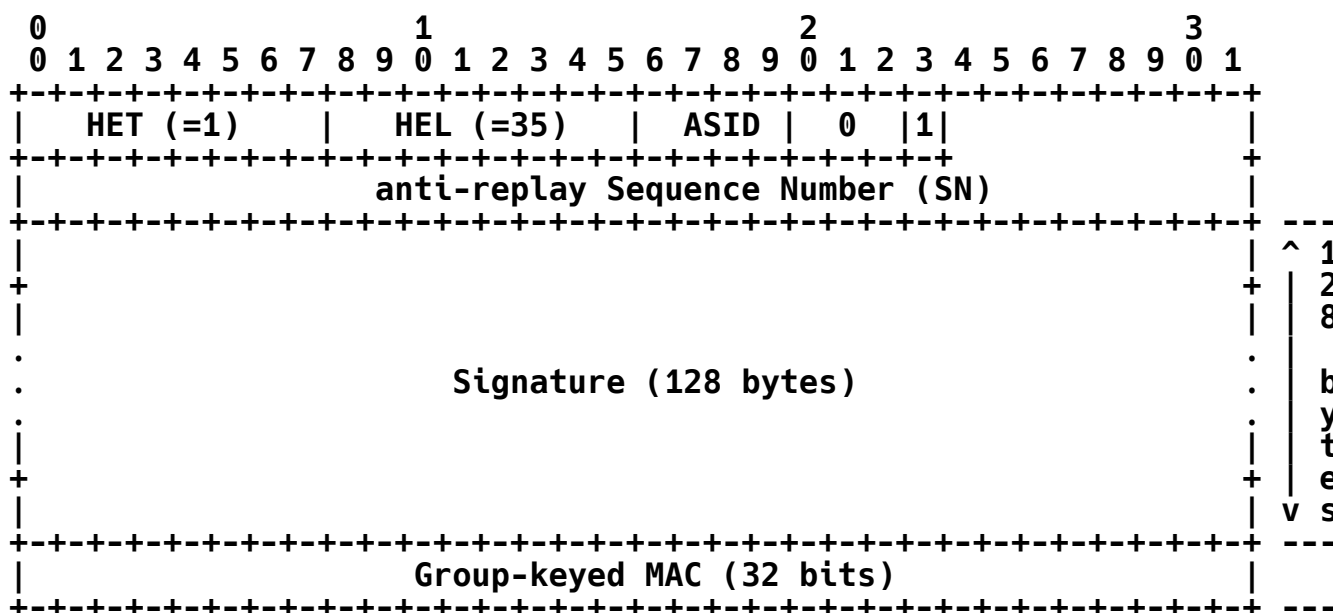 0                   1                   2                   3
 0 1 2 3 4 5 6 7 8 9 0 1 2 3 4 5 6 7 8 9 0 1 2 3 4 5 6 7 8 9 0 1
+-+-+-+-+-+-+-+-+-+-+-+-+-+-+-+-+-+-+-+-+-+-+-+-+-+-+-+-+-+-+-+-+
|   HET (=1)    |   HEL (=35)   |  ASID |  0  |1|               |
+-+-+-+-+-+-+-+-+-+-+-+-+-+-+-+-+-+-+-+-+-+-+-+-+               +
|                  anti-replay Sequence Number (SN)             |
+-+-+-+-+-+-+-+-+-+-+-+-+-+-+-+-+-+-+-+-+-+-+-+-+-+-+-+-+-+-+-+-+ ---
|                                                               | ^ 1
+                                                               + | 2
|                                                               | | 8
.                                                               . |
.                      Signature (128 bytes)                    . | b
.                                                               . | y
|                                                               | | t
+                                                               + | e
|                                                               | v s
+-+-+-+-+-+-+-+-+-+-+-+-+-+-+-+-+-+-+-+-+-+-+-+-+-+-+-+-+-+-+-+-+ ---
|                    Group-keyed MAC (32 bits)                  |
+-+-+-+-+-+-+-+-+-+-+-+-+-+-+-+-+-+-+-+-+-+-+-+-+-+-+-+-+-+-+-+-+ ---